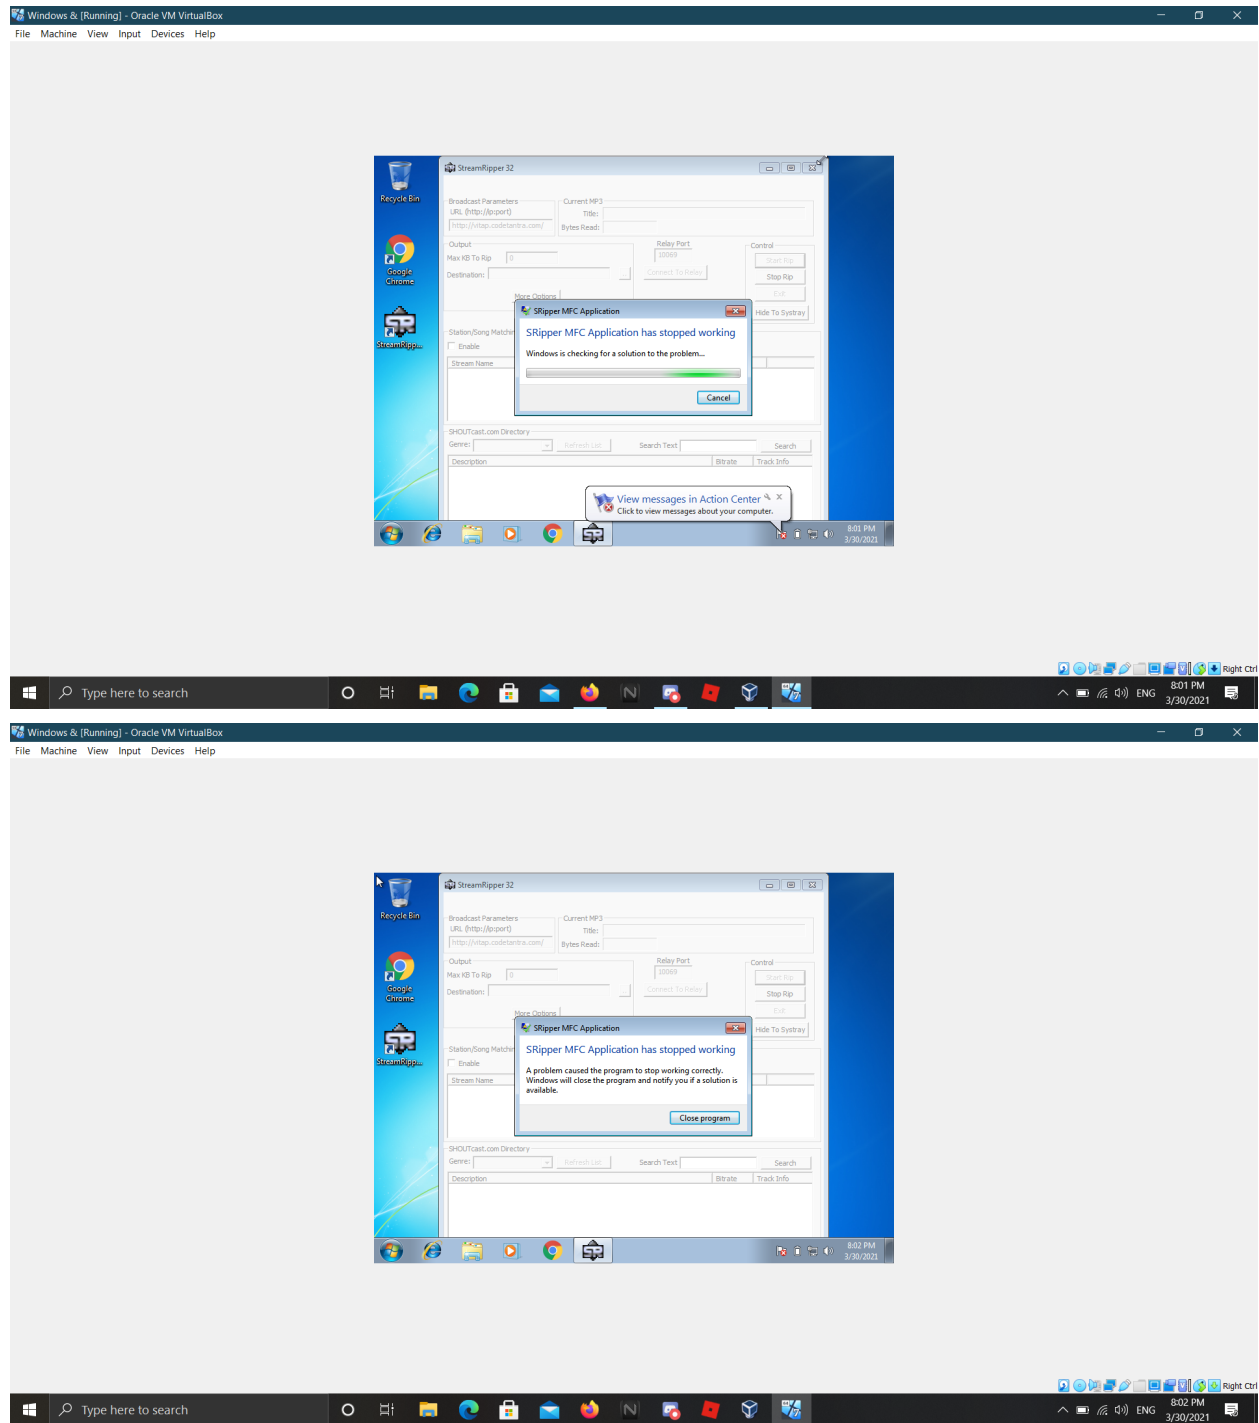 Windows & [Running] - Oracle VM VirtualBox
File Machine View Input Devices Help
Recycle Bin
Google Chrome
StreamRipp...
StreamRipper 32
Broadcast Parameters
URL (http://ip:port)
http://vitap.codetantra.com/
Current MP3
Title:
Bytes Read:
Output
Max KB To Rip 0
Destination: ...
More Options
Relay Port
10069
Connect To Relay
Control
Start Rip
Stop Rip
Exit
Hide To Systray
Station/Song Matchin
Enable
Stream Name
SRipper MFC Application
SRipper MFC Application has stopped working
Windows is checking for a solution to the problem...
Cancel
SHOUTcast.com Directory
Genre: Refresh List Search Text Search
Description Bitrate Track Info
View messages in Action Center
Click to view messages about your computer.
8:01 PM
3/30/2021
Right Ctrl
Type here to search
ENG
8:01 PM
3/30/2021
Windows & [Running] - Oracle VM VirtualBox
File Machine View Input Devices Help
Recycle Bin
Google Chrome
StreamRipp...
StreamRipper 32
Broadcast Parameters
URL (http://ip:port)
http://vitap.codetantra.com/
Current MP3
Title:
Bytes Read:
Output
Max KB To Rip 0
Destination: ...
More Options
Relay Port
10069
Connect To Relay
Control
Start Rip
Stop Rip
Exit
Hide To Systray
Station/Song Matchin
Enable
Stream Name
SRipper MFC Application
SRipper MFC Application has stopped working
A problem caused the program to stop working correctly.
Windows will close the program and notify you if a solution is
available.
Close program
SHOUTcast.com Directory
Genre: Refresh List Search Text Search
Description Bitrate Track Info
8:02 PM
3/30/2021
Right Ctrl
Type here to search
ENG
8:02 PM
3/30/2021